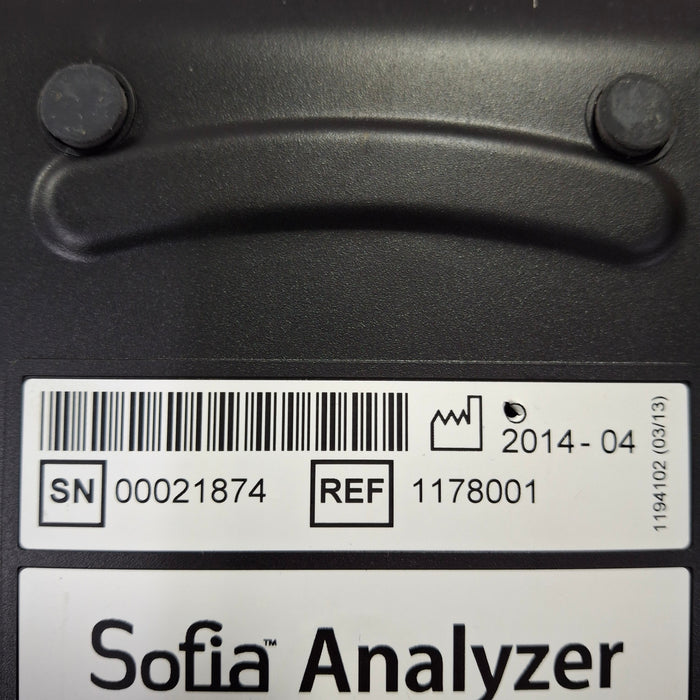 2014-04
SN 00021874 REF 1178001
1194102 (03/13)
Sofia™ Analyzer